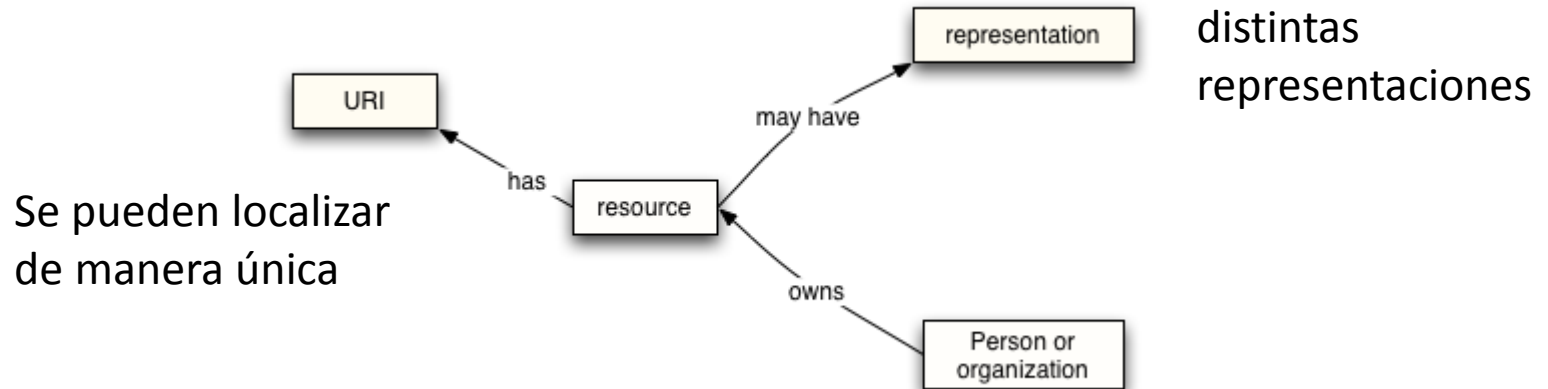 distintas
representaciones
representation
URI
may have
has
Se pueden localizar
de manera única
resource
owns
Person or
organization